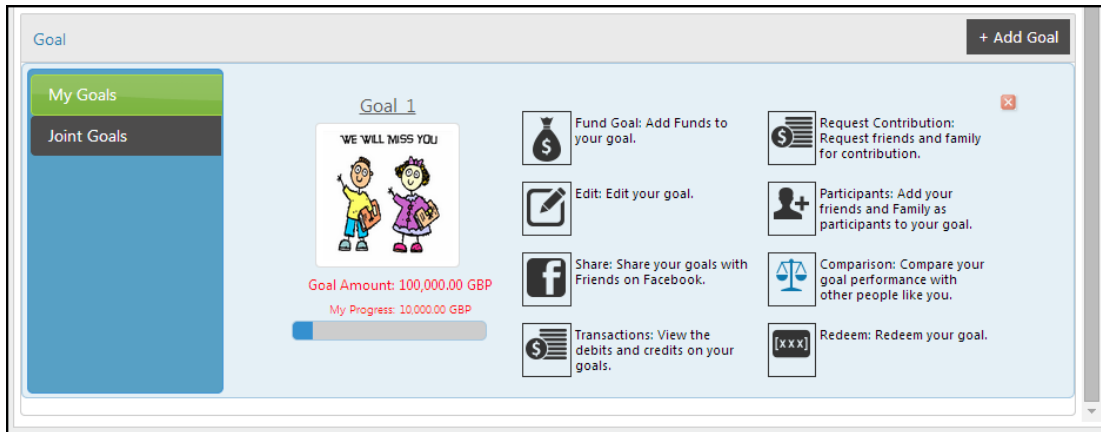 Goal
+ Add Goal
My Goals
Joint Goals
Goal_1
WE WILL MISS YOU
Goal Amount: 100,000.00 GBP
My Progress: 10,000.00 GBP
$
Fund Goal: Add Funds to
your goal.
Edit: Edit your goal.
f
Share: Share your goals with
Friends on Facebook.
$
Transactions: View the
debits and credits on your
goals.
$
Request Contribution:
Request friends and family
for contribution.
Participants: Add your
friends and Family as
participants to your goal.
Comparison: Compare your
goal performance with
other people like you.
[xxx]
Redeem: Redeem your goal.